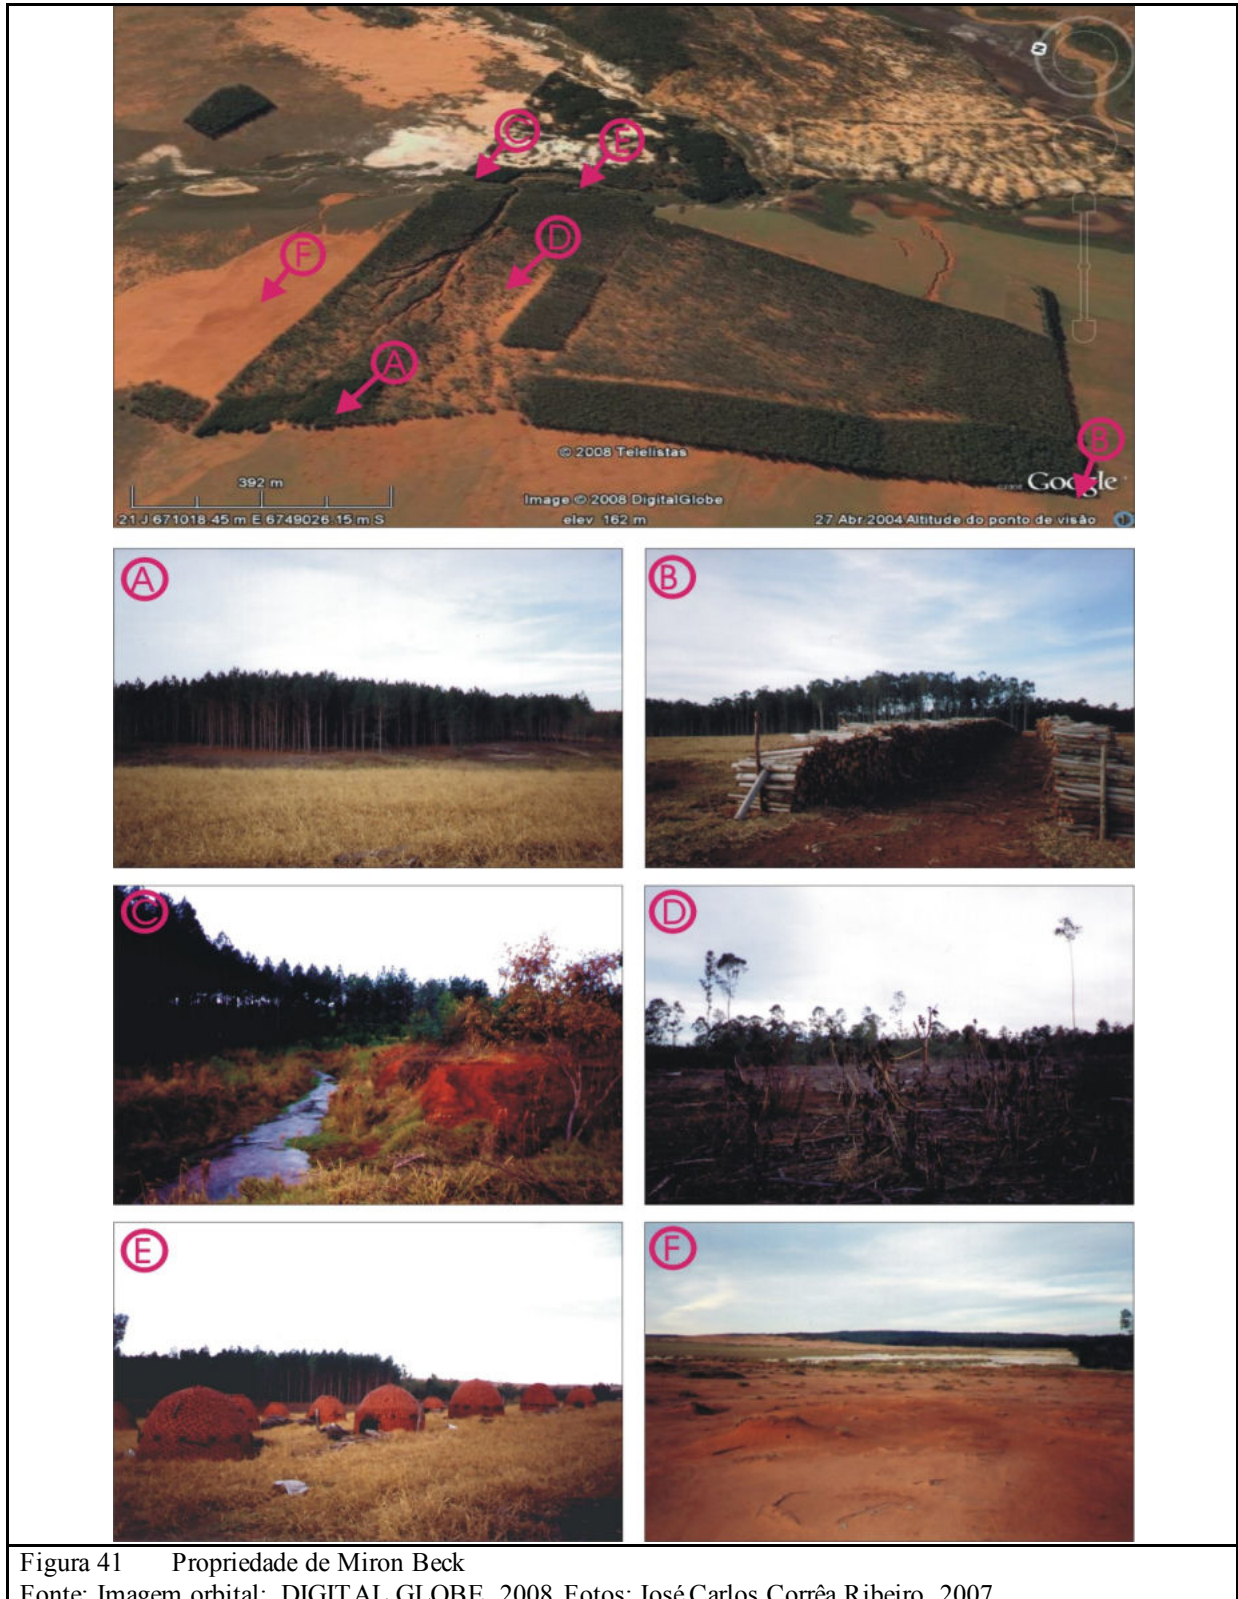 N
C
E
D
F
A
B
© 2008 Telelistas
Google
392 m
Image © 2008 DigitalGlobe
21 J 671018.45 m E 6749026.15 m S elev 162 m 27 Abr 2004 Altitude do ponto de visão
A
B
C
D
E
F
Figura 41 Propriedade de Miron Beck
Fonte: Imagem orbital: DIGITAL GLOBE, 2008. Fotos: José Carlos Corrêa Ribeiro, 2007